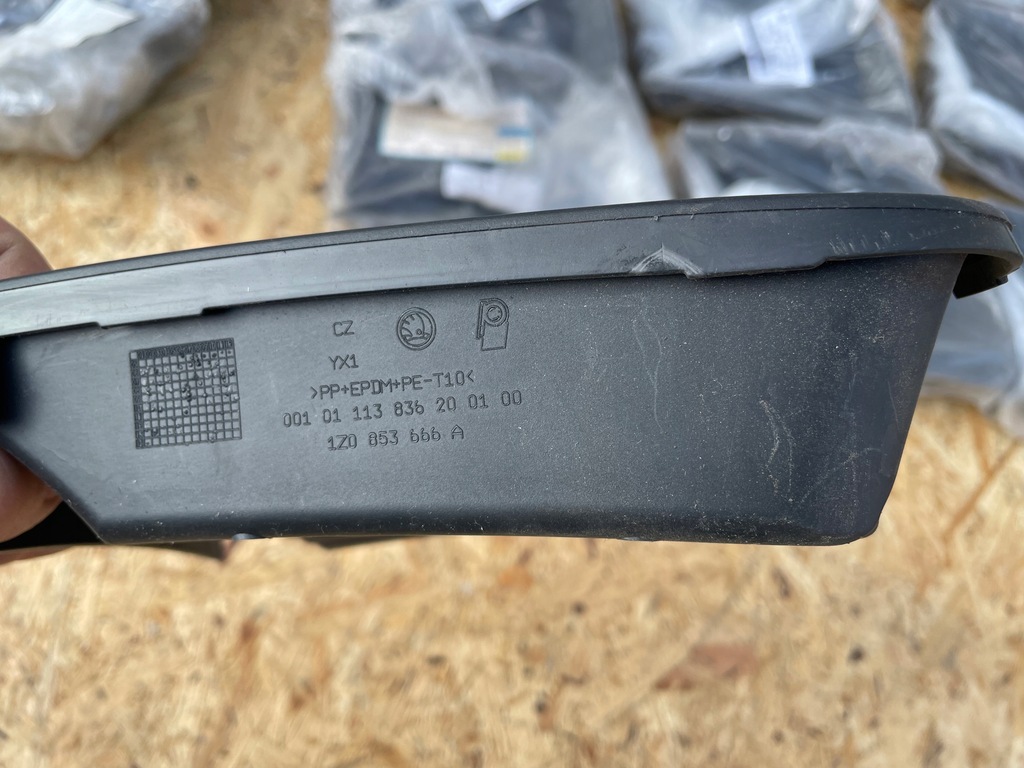 CZ
YX1
>PP+EPDM+PE-T10<
001 01 113 836 20 01 00
1Z0 853 666 A